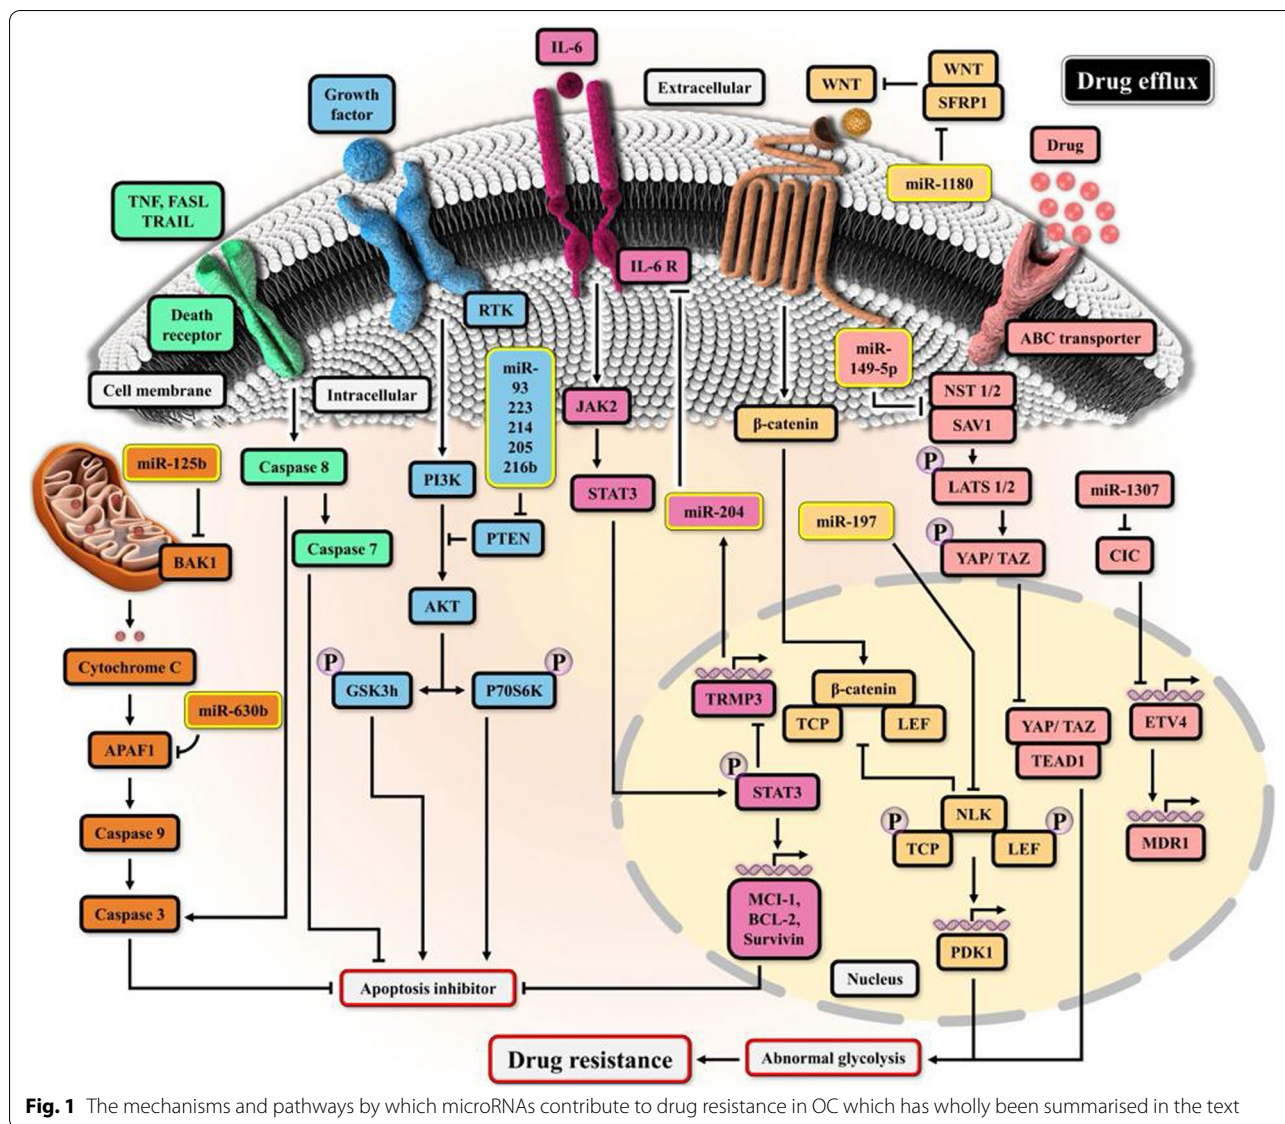 IL-6
WNT
WNT
SFRP1
Extracellular
Drug efflux
Growth
factor
Drug
miR-1180
TNF, FASL
TRAIL
IL-6 R
Death
receptor
RTK
ABC transporter
miR-
149-5p
Cell membrane
Intracellular
miR-
93
223
214
205
216b
JAK2
NST 1/2
SAV1
β-catenin
miR-125b
Caspase 8
PI3K
STAT3
P
LATS 1/2
miR-1307
miR-204
miR-197
BAK1
Caspase 7
PTEN
P
YAP/ TAZ
CIC
AKT
Cytochrome C
P
GSK3h
P70S6K
P
TRMP3
β-catenin
TCP
LEF
miR-630b
APAF1
YAP/ TAZ
TEAD1
ETV4
P
STAT3
NLK
P
TCP
LEF
P
MDR1
Caspase 9
Caspase 3
MCI-1,
BCL-2,
Survivin
PDK1
Nucleus
Apoptosis inhibitor
Drug resistance
Abnormal glycolysis
Fig. 1 The mechanisms and pathways by which microRNAs contribute to drug resistance in OC which has wholly been summarised in the text